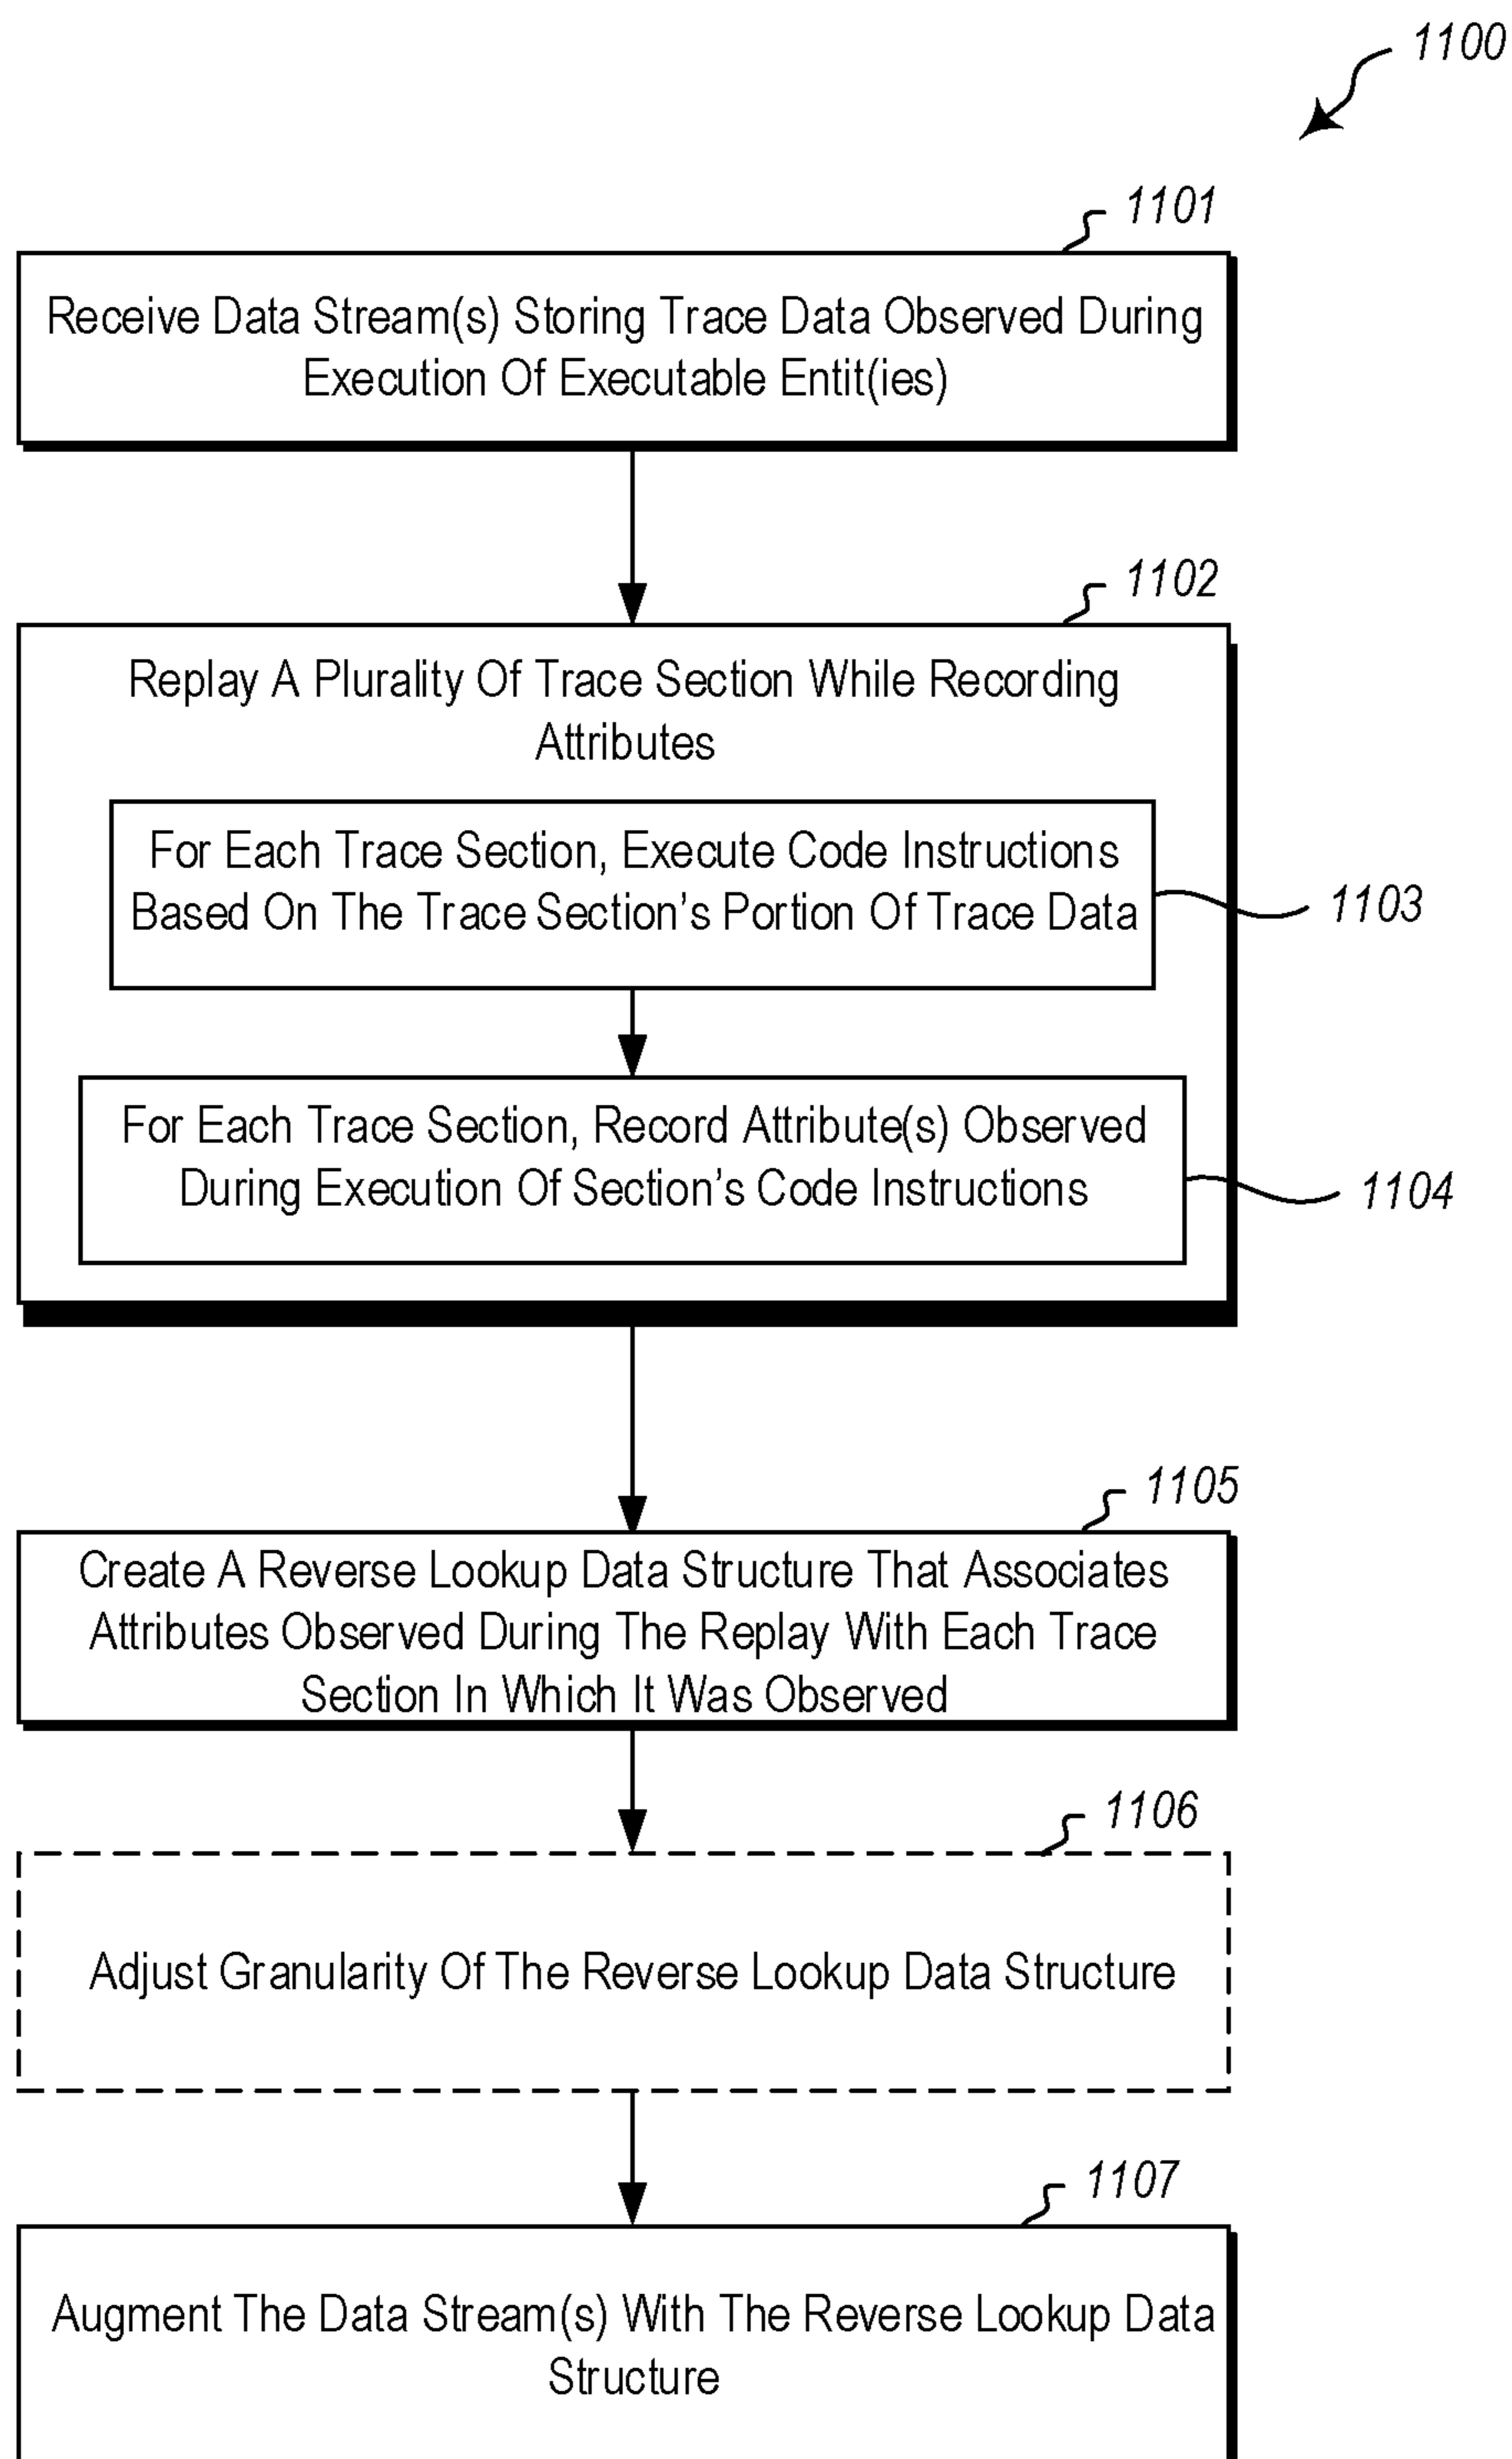 1100
1101
Receive Data Stream(s) Storing Trace Data Observed During
Execution Of Executable Entit(ies)
1102
Replay A Plurality Of Trace Section While Recording
Attributes
For Each Trace Section, Execute Code Instructions
Based On The Trace Section's Portion Of Trace Data
1103
For Each Trace Section, Record Attribute(s) Observed
During Execution Of Section's Code Instructions
1104
1105
Create A Reverse Lookup Data Structure That Associates
Attributes Observed During The Replay With Each Trace
Section In Which It Was Observed
1106
Adjust Granularity Of The Reverse Lookup Data Structure
1107
Augment The Data Stream(s) With The Reverse Lookup Data
Structure